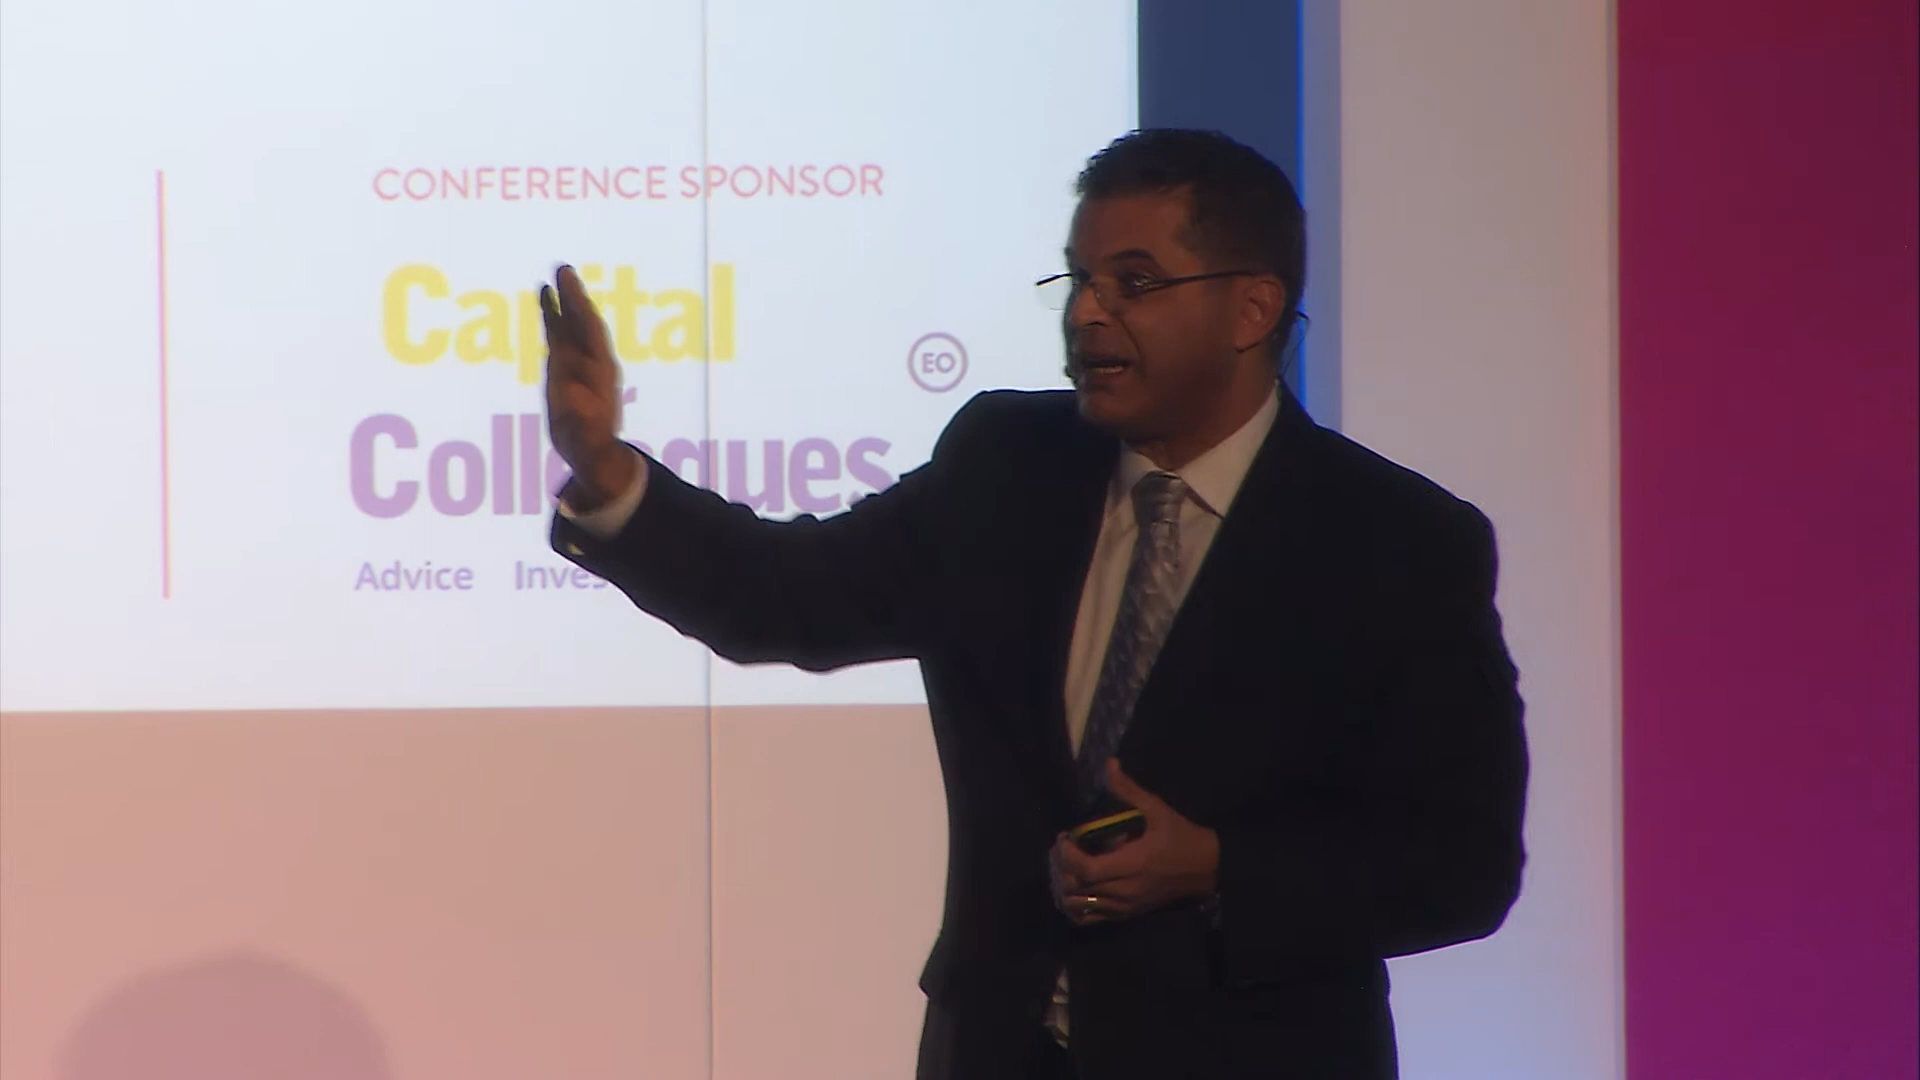 CONFERENCE SPONSOR
Capital
EO
Colleagues
Advice